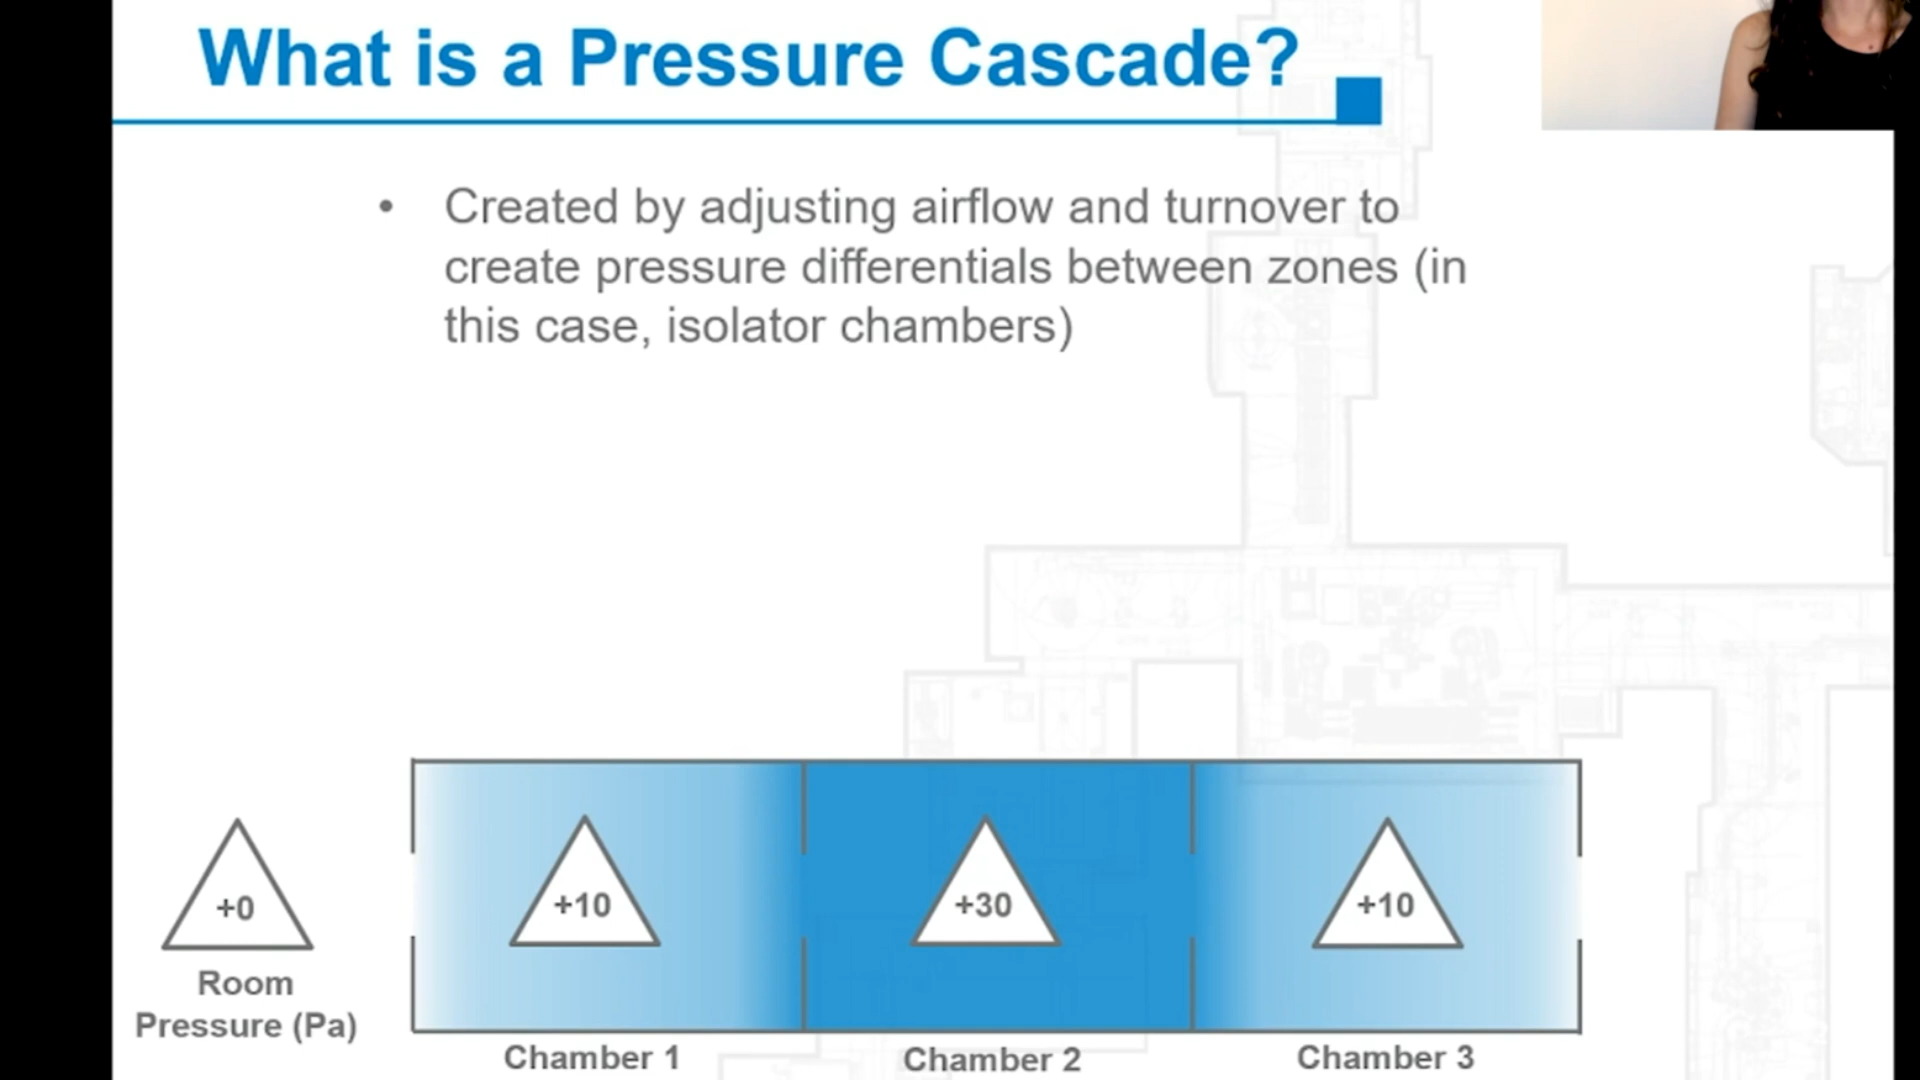 What is a Pressure Cascade?
• Created by adjusting airflow and turnover to
create pressure differentials between zones (in
this case, isolator chambers)
+0
+10
+30
+10
Room
Pressure (Pa)
Chamber 1
Chamber 2
Chamber 3